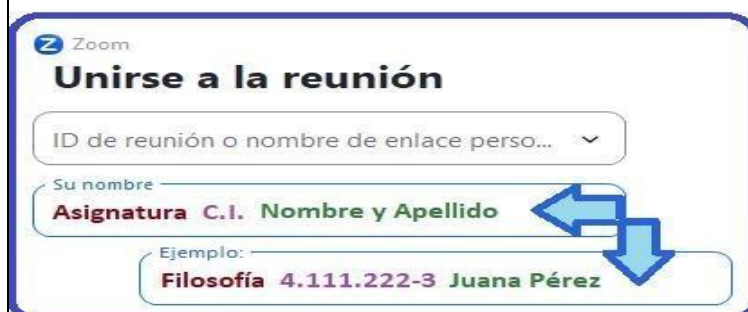 Zoom
Unirse a la reunión
ID de reunión o nombre de enlace perso...
Su nombre
Asignatura C.I. Nombre y Apellido
Ejemplo:
Filosofía 4.111.222-3 Juana Pérez